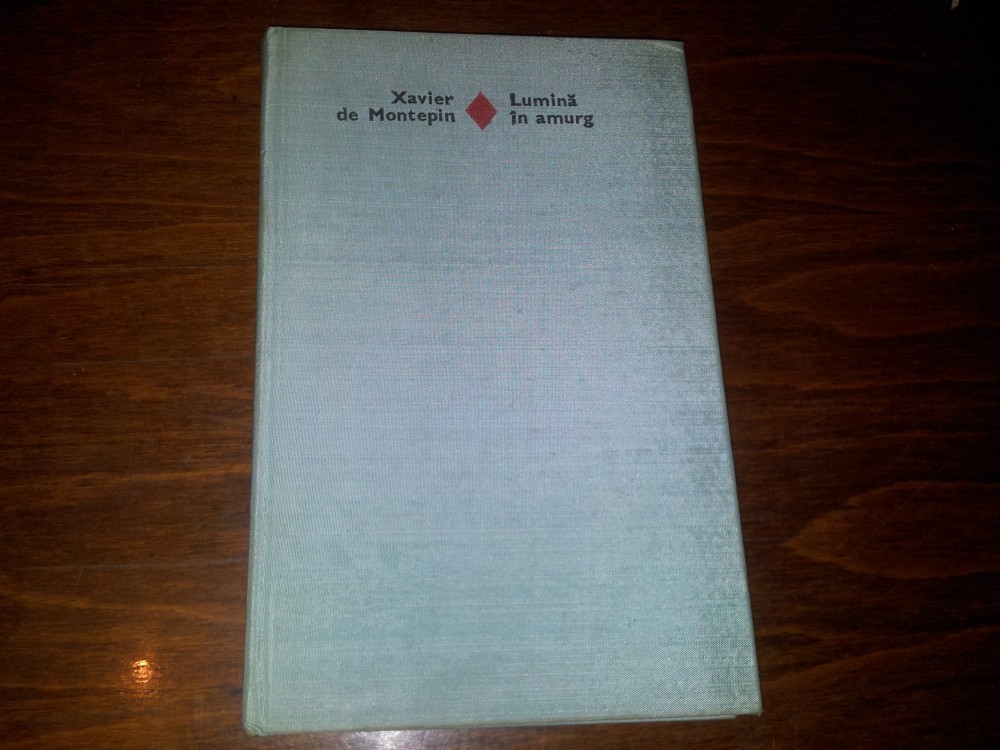 Xavier
de Montepin
Lumină
în amurg